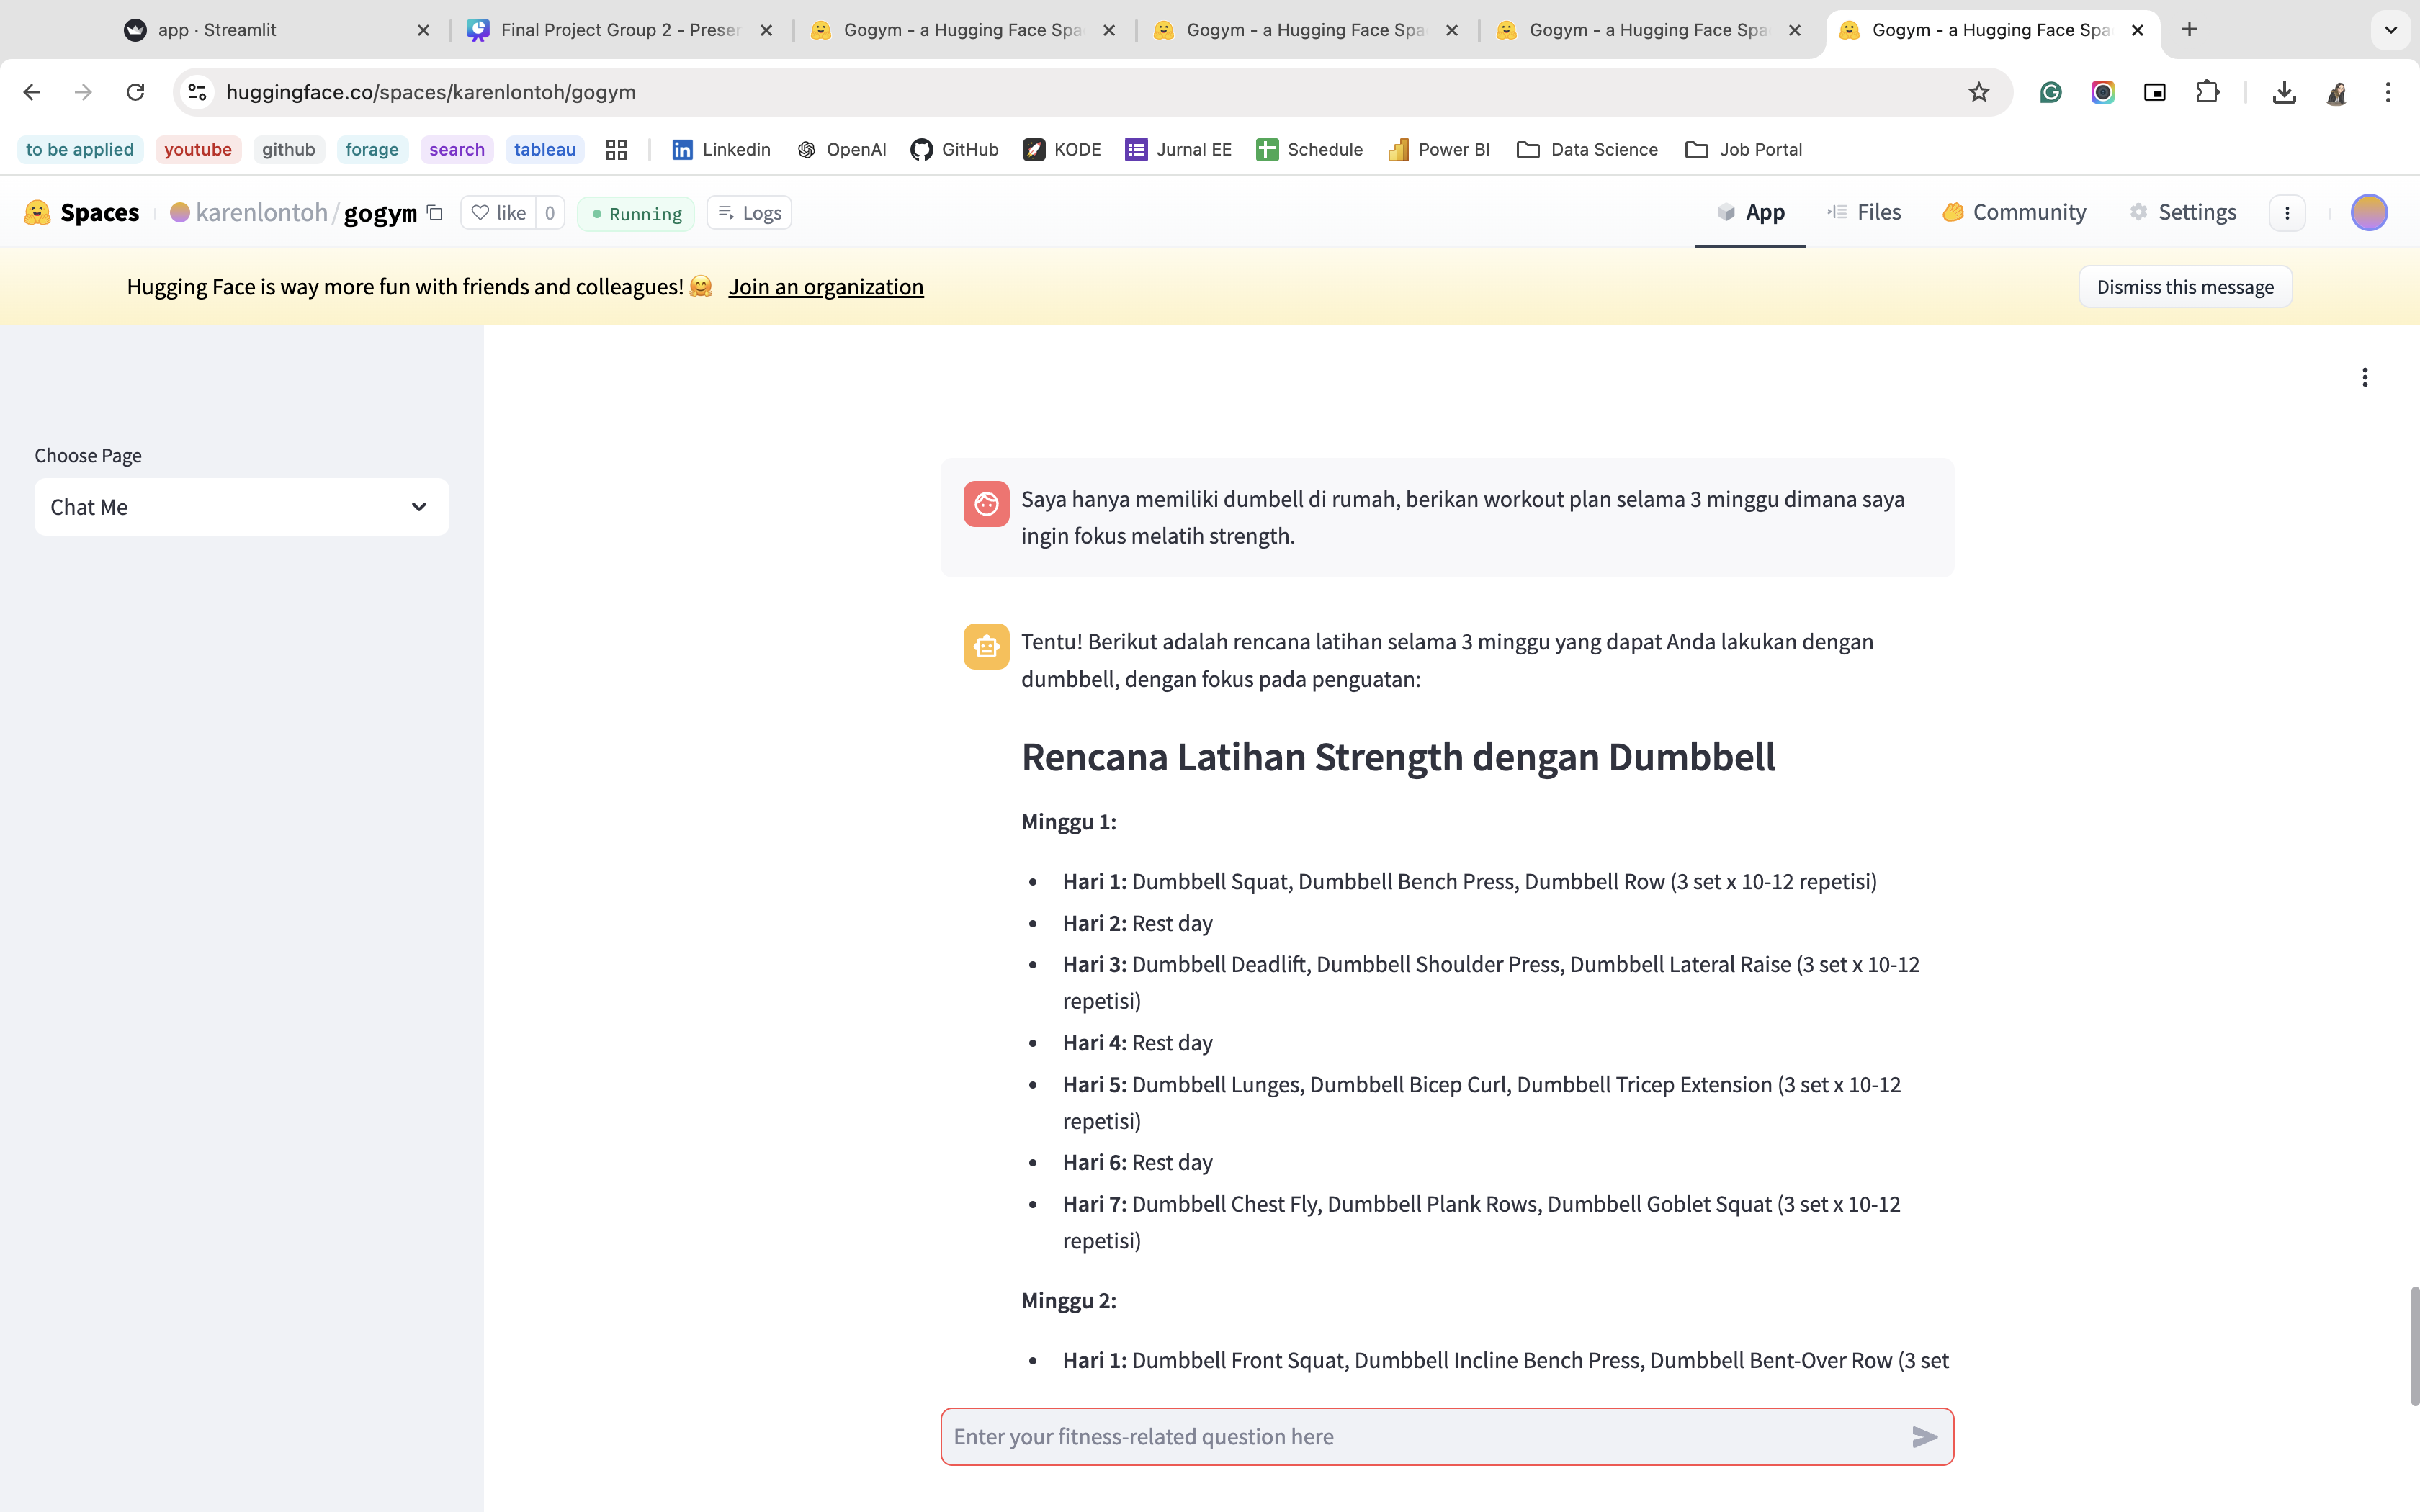 app · Streamlit
Final Project Group 2 - Preser
Gogym - a Hugging Face Spa
Gogym - a Hugging Face Spa
Gogym - a Hugging Face Spa
Gogym - a Hugging Face Spa
huggingface.co/spaces/karenlontoh/gogym
to be applied
youtube
github
forage
search
tableau
Linkedin
OpenAI
GitHub
KODE
Jurnal EE
Schedule
Power BI
Data Science
Job Portal
Spaces
karenlontoh/gogym
like 0
Running
Logs
App
Files
Community
Settings
Hugging Face is way more fun with friends and colleagues! 🤗 Join an organization
Dismiss this message
Choose Page
Chat Me
Saya hanya memiliki dumbell di rumah, berikan workout plan selama 3 minggu dimana saya
ingin fokus melatih strength.
Tentu! Berikut adalah rencana latihan selama 3 minggu yang dapat Anda lakukan dengan
dumbbell, dengan fokus pada penguatan:
Rencana Latihan Strength dengan Dumbbell
Minggu 1:
• Hari 1: Dumbbell Squat, Dumbbell Bench Press, Dumbbell Row (3 set x 10-12 repetisi)
• Hari 2: Rest day
• Hari 3: Dumbbell Deadlift, Dumbbell Shoulder Press, Dumbbell Lateral Raise (3 set x 10-12
repetisi)
• Hari 4: Rest day
• Hari 5: Dumbbell Lunges, Dumbbell Bicep Curl, Dumbbell Tricep Extension (3 set x 10-12
repetisi)
• Hari 6: Rest day
• Hari 7: Dumbbell Chest Fly, Dumbbell Plank Rows, Dumbbell Goblet Squat (3 set x 10-12
repetisi)
Minggu 2:
• Hari 1: Dumbbell Front Squat, Dumbbell Incline Bench Press, Dumbbell Bent-Over Row (3 set
Enter your fitness-related question here